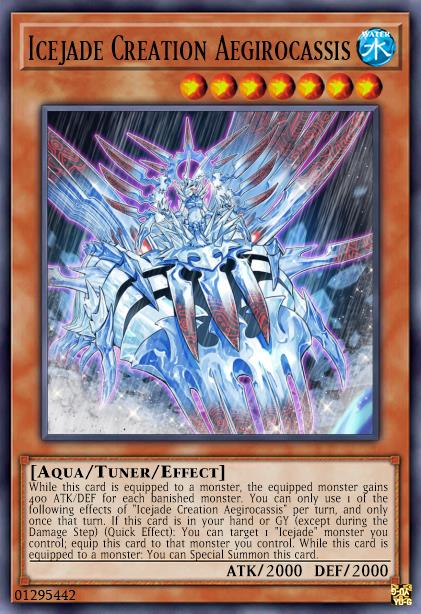 Icejade Creation Aegirocassis
WATER
水
[Aqua/Tuner/Effect]
While this card is equipped to a monster, the equipped monster gains
400 ATK/DEF for each banished monster. You can only use 1 of the
following effects of "Icejade Creation Aegirocassis" per turn, and only
once that turn. If this card is in your hand or GY (except during the
Damage Step) (Quick Effect): You can target 1 "Icejade" monster you
control; equip this card to that monster you control. While this card is
equipped to a monster: You can Special Summon this card.
ATK/2000 DEF/2000
01295442